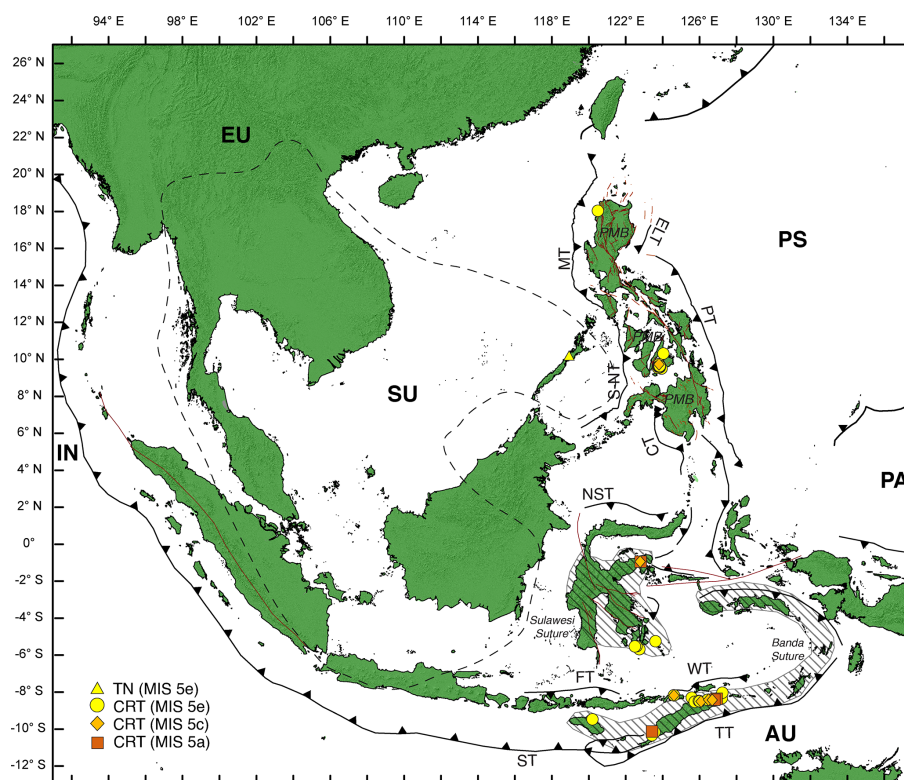 94° E
98° E
102° E
106° E
110° E
114° E
118° E
122° E
126° E
130° E
134° E
26° N
24° N
22° N
20° N
18° N
16° N
14° N
12° N
10° N
8° N
6° N
4° N
2° N
0°
-2° S
-4° S
-6° S
-8° S
-10° S
-12° S
EU
PS
SU
IN
PA
AU
PMB
PMB
PMB
ELT
MT
PT
S-NT
CT
NST
Sulawesi
Suture
Banda
Suture
FT
WT
TT
ST
TN (MIS 5e)
CRT (MIS 5e)
CRT (MIS 5c)
CRT (MIS 5a)